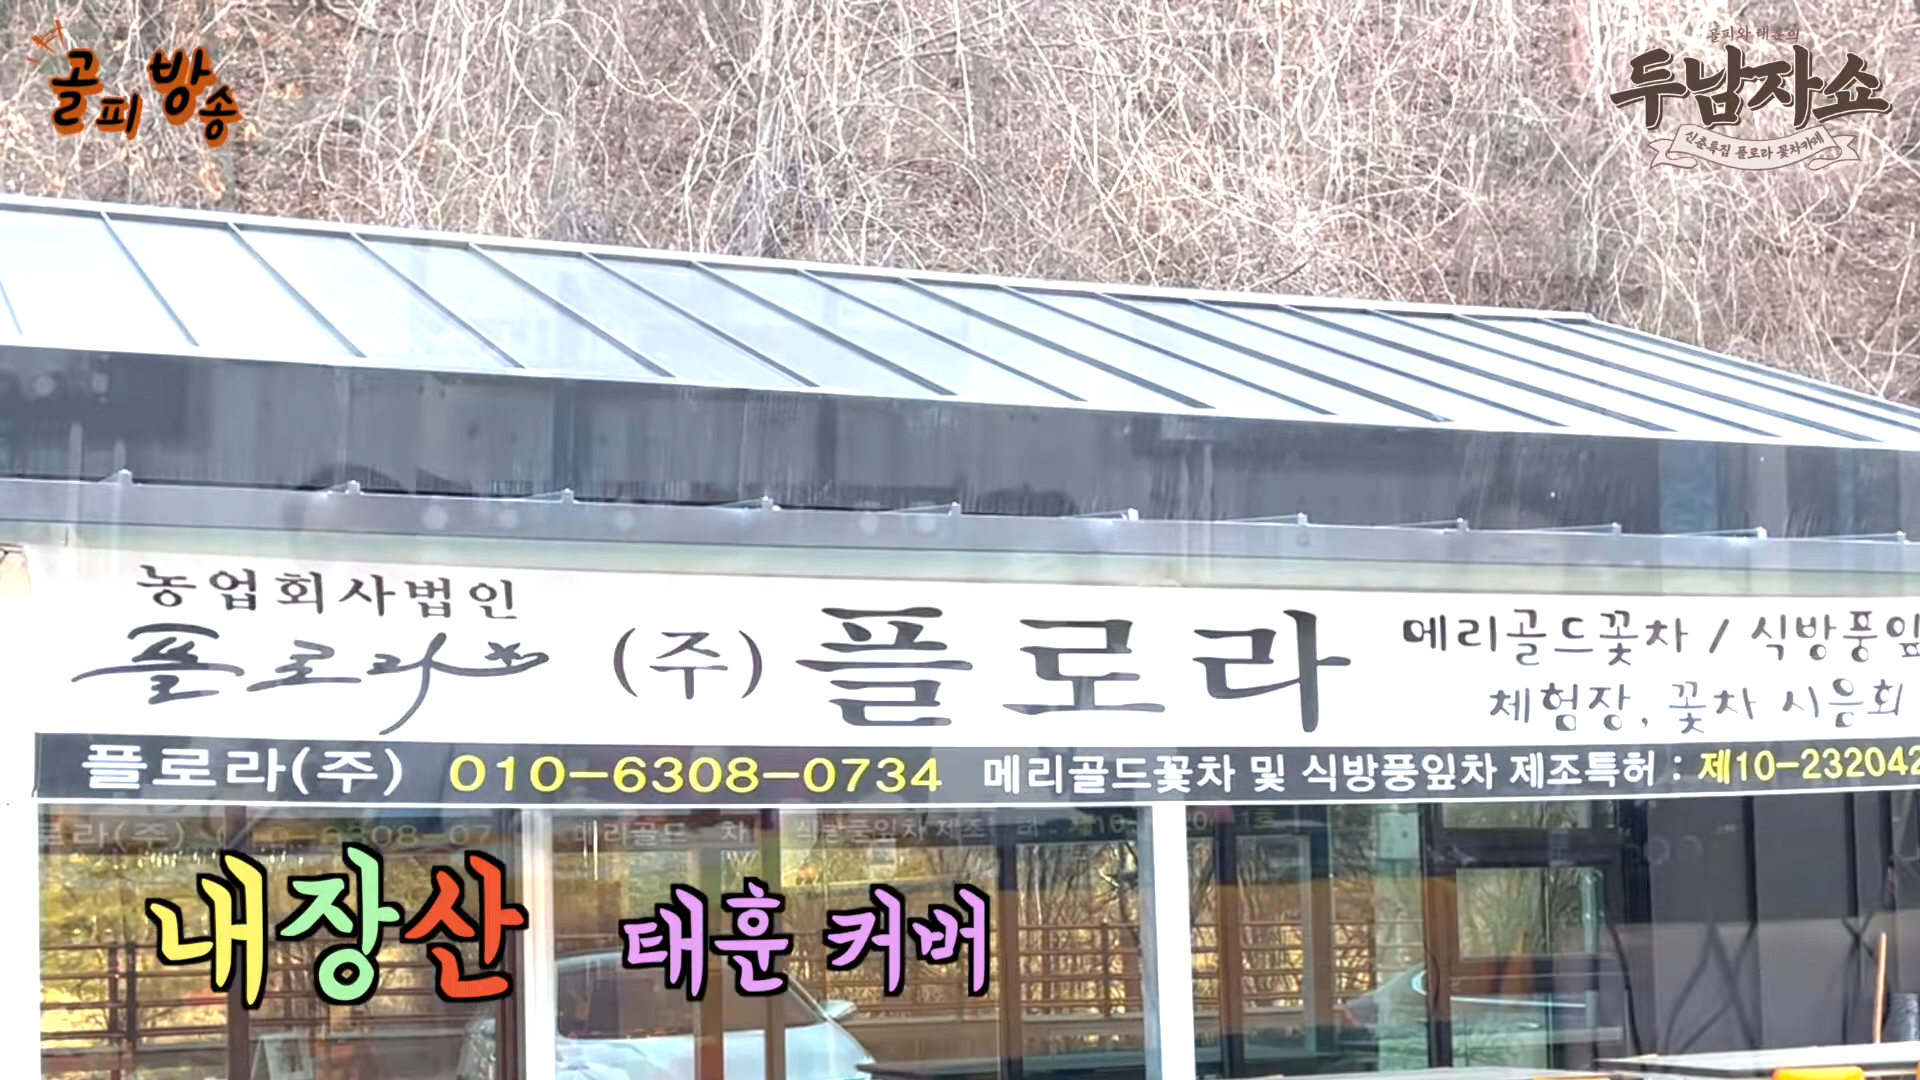 골피방송
골피와 태훈의
두남자쇼
신춘특집 플로라 꽃차카페
농업회사법인
플로라 (주)플로라
메리골드꽃차 / 식방풍잎
체험장, 꽃차 시음회
플로라(주) 010-6308-0734 메리골드꽃차 및 식방풍잎차 제조특허 : 제10-232042
내장산 태훈 커버